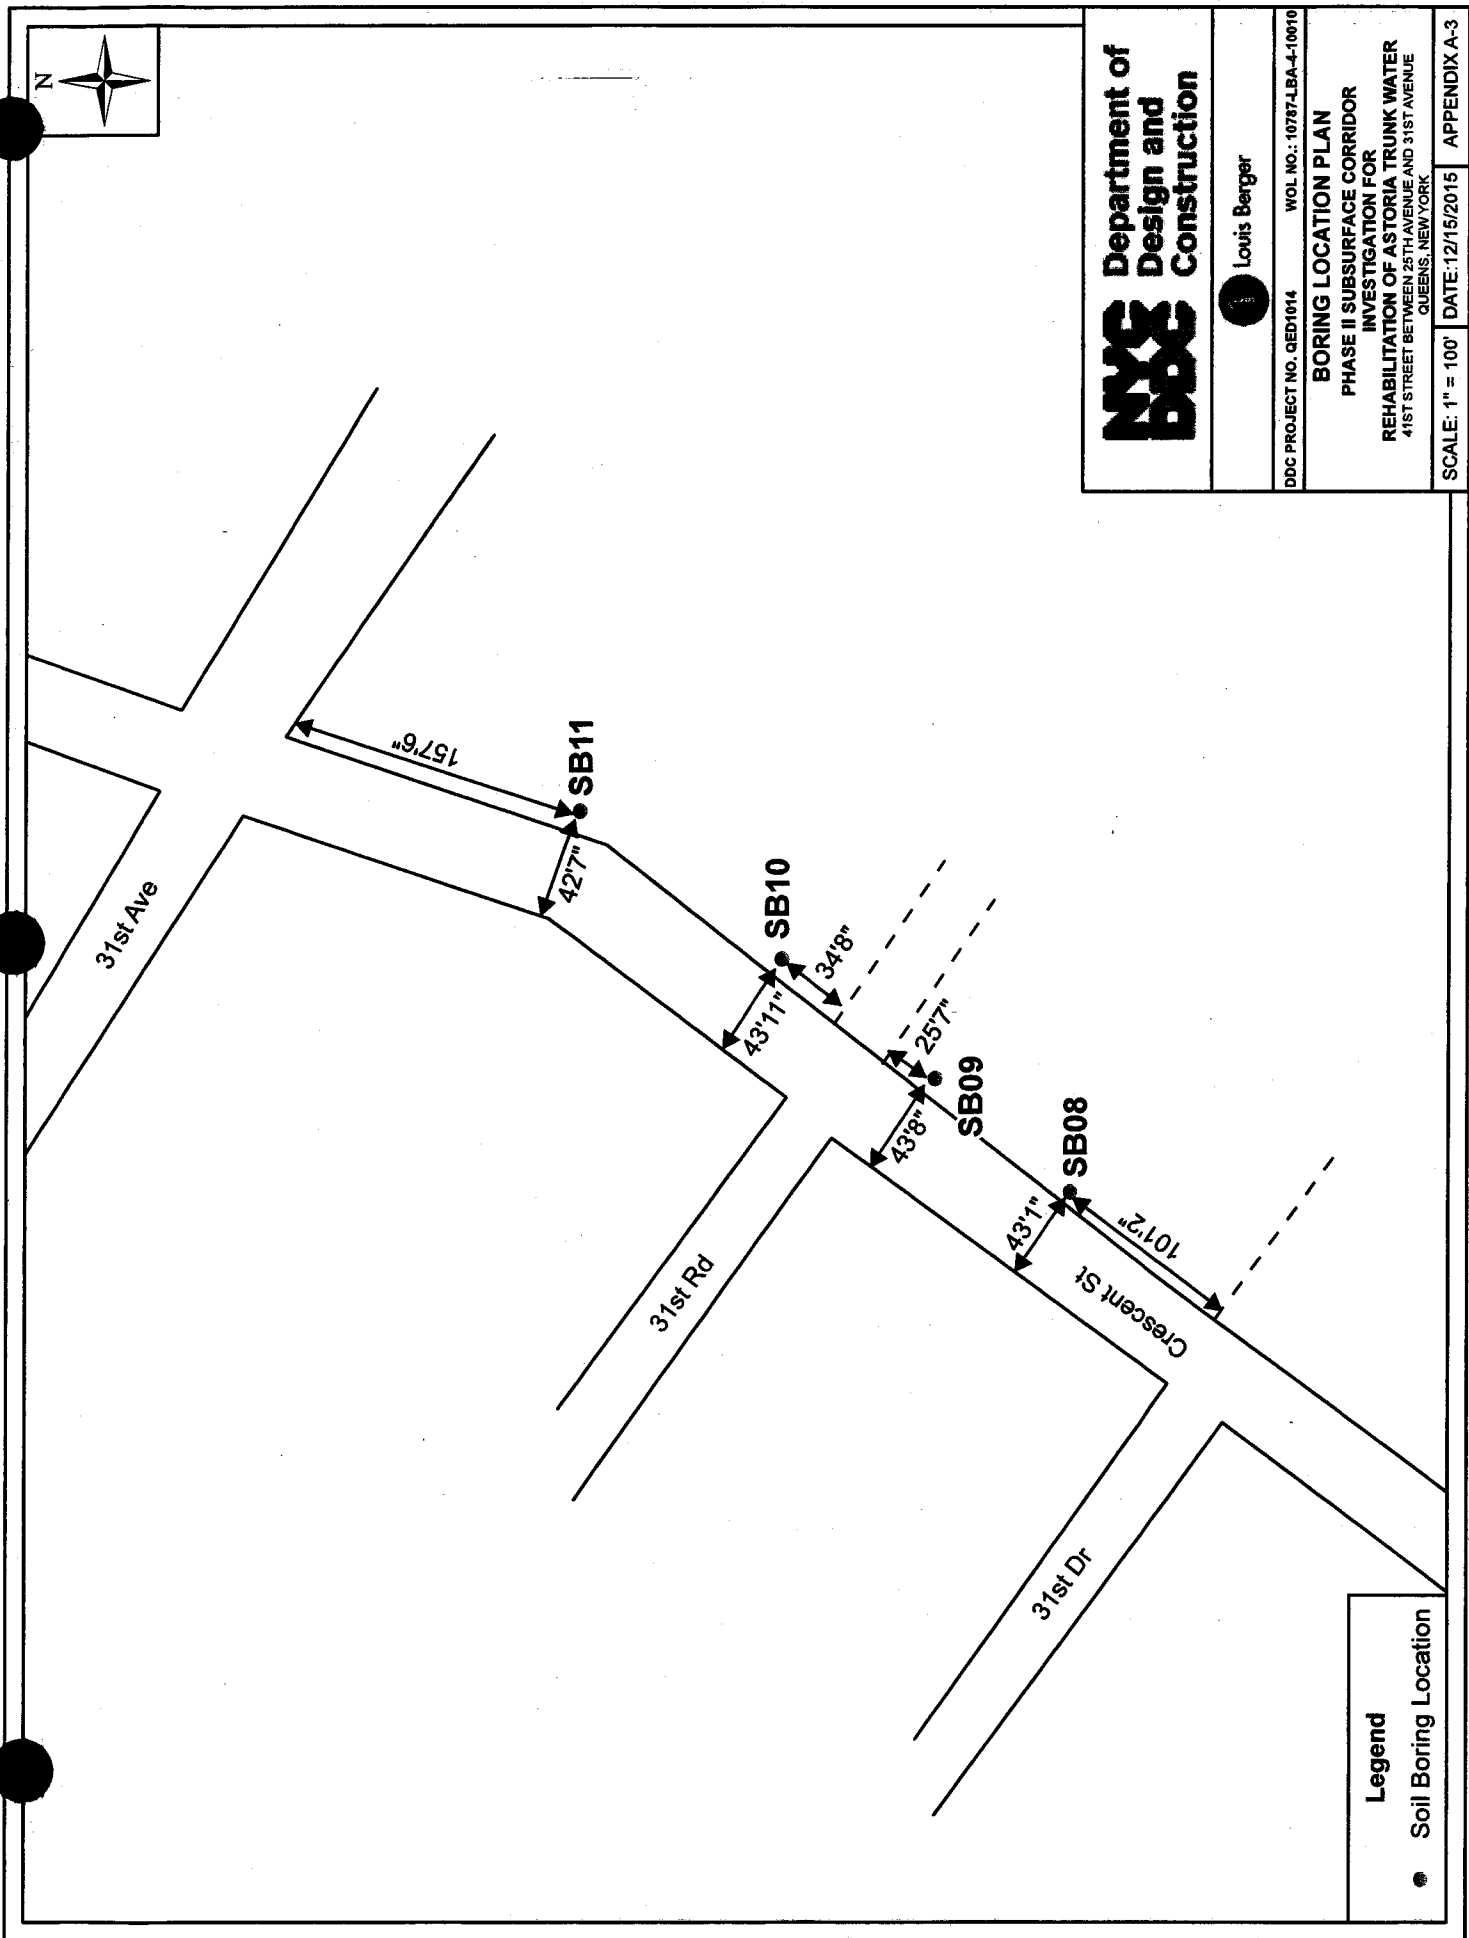 N
31st Ave
157'6"
SB11
42'7"
SB10
34'8"
43'11"
25'7"
SB09
43'8"
31st Rd
SB08
43'1"
101'2"
Crescent St
31st Dr
Legend
Soil Boring Location
NYC Department of
DDC Design and
Construction
Louis Berger
DDC PROJECT NO. QED1014 WOL NO.: 10787-LBA-4-10010
BORING LOCATION PLAN
PHASE II SUBSURFACE CORRIDOR
INVESTIGATION FOR
REHABILITATION OF ASTORIA TRUNK WATER
41ST STREET BETWEEN 25TH AVENUE AND 31ST AVENUE
QUEENS, NEW YORK
SCALE: 1" = 100' DATE:12/15/2015 APPENDIX A-3